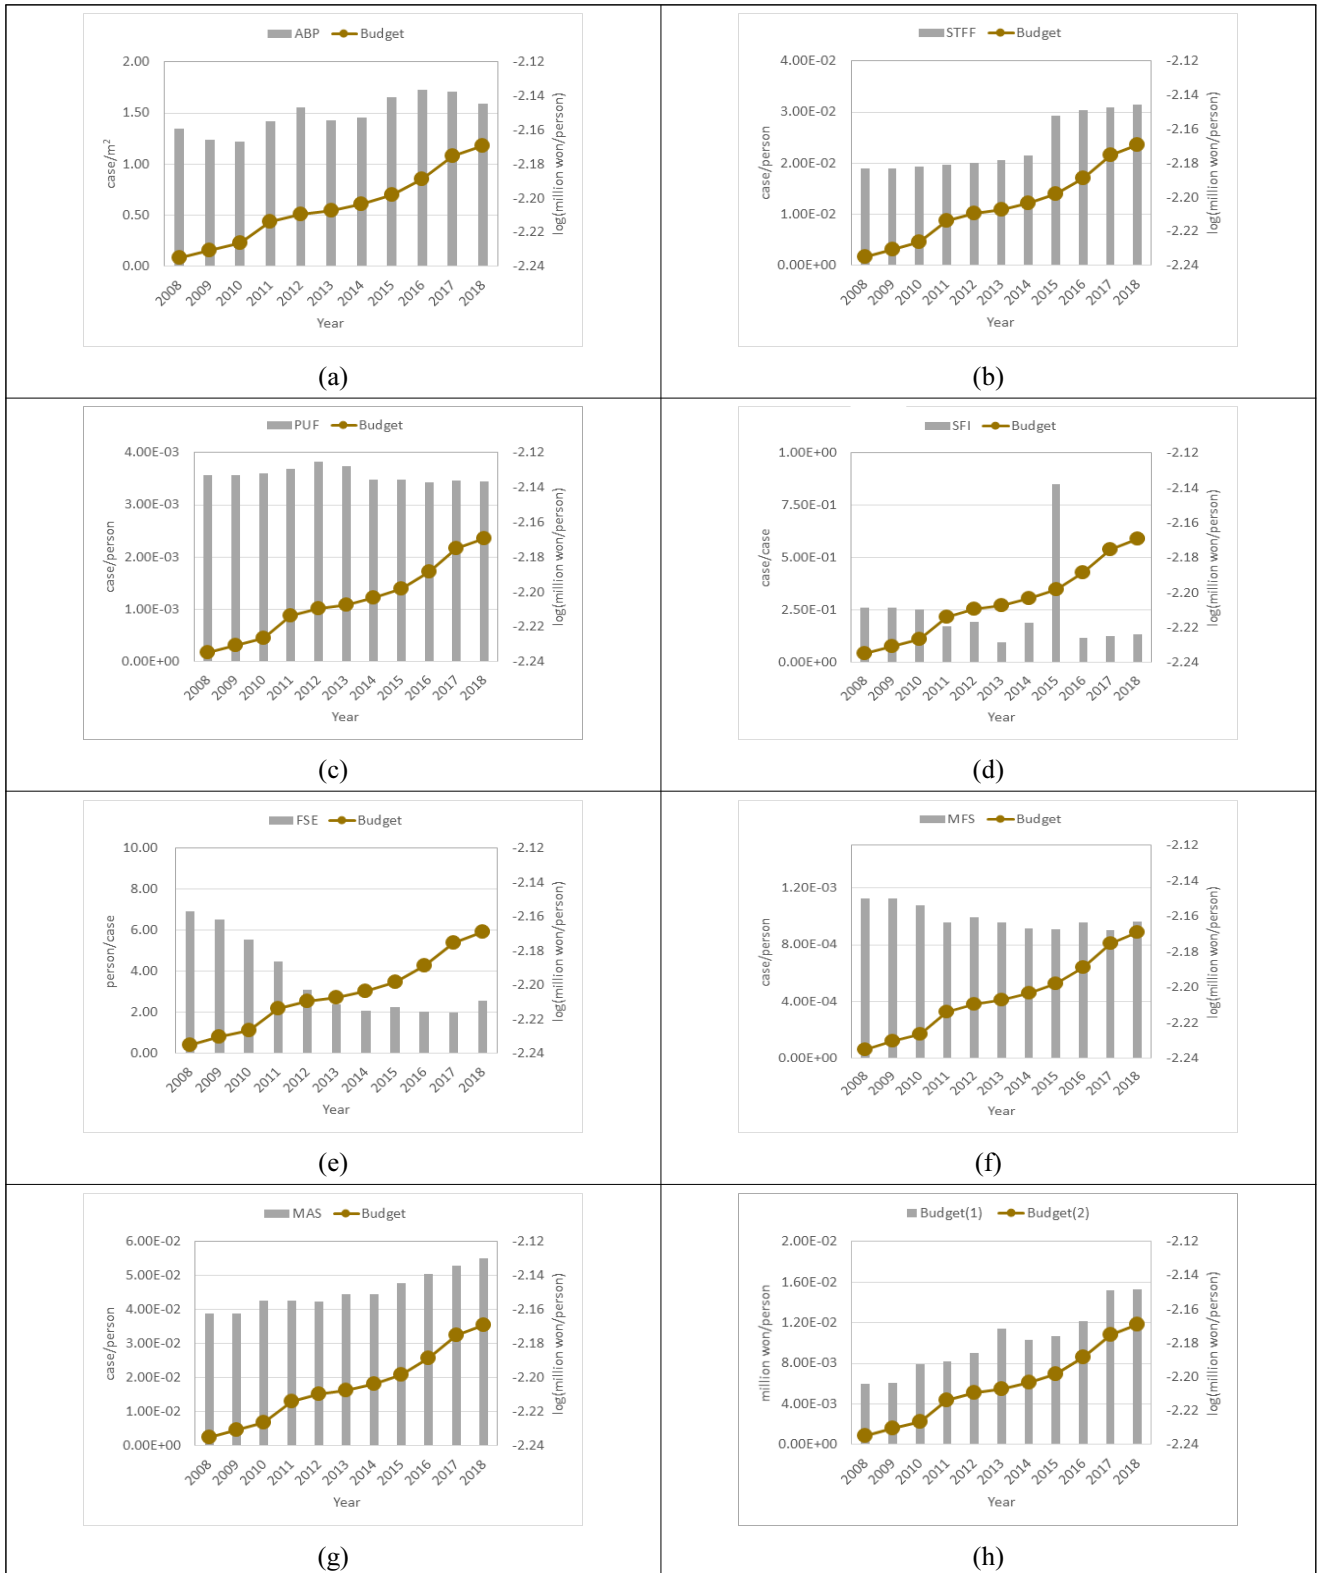 ABP Budget
2.00 -2.12
1.50 -2.14
1.00 -2.16
0.50 -2.18
0.00 -2.20
-2.22
-2.24
case/m²
log(million won/person)
2008 2009 2010 2011 2012 2013 2014 2015 2016 2017 2018
Year
(a)
STFF Budget
4.00E-02 -2.12
3.00E-02 -2.14
2.00E-02 -2.16
1.00E-02 -2.18
0.00E+00 -2.20
-2.22
-2.24
case/person
log(million won/person)
2008 2009 2010 2011 2012 2013 2014 2015 2016 2017 2018
Year
(b)
PUF Budget
4.00E-03 -2.12
3.00E-03 -2.14
2.00E-03 -2.16
1.00E-03 -2.18
0.00E+00 -2.20
-2.22
-2.24
case/person
log(million won/person)
2008 2009 2010 2011 2012 2013 2014 2015 2016 2017 2018
Year
(c)
SFI Budget
1.00E+00 -2.12
7.50E-01 -2.14
5.00E-01 -2.16
2.50E-01 -2.18
0.00E+00 -2.20
-2.22
-2.24
case/case
log(million won/person)
2008 2009 2010 2011 2012 2013 2014 2015 2016 2017 2018
Year
(d)
FSE Budget
10.00 -2.12
8.00 -2.14
6.00 -2.16
4.00 -2.18
2.00 -2.20
0.00 -2.22
-2.24
person/case
log(million won/person)
2008 2009 2010 2011 2012 2013 2014 2015 2016 2017 2018
Year
(e)
MFS Budget
1.20E-03 -2.12
8.00E-04 -2.14
4.00E-04 -2.16
0.00E+00 -2.18
-2.20
-2.22
-2.24
case/person
log(million won/person)
2008 2009 2010 2011 2012 2013 2014 2015 2016 2017 2018
Year
(f)
MAS Budget
6.00E-02 -2.12
5.00E-02 -2.14
4.00E-02 -2.16
3.00E-02 -2.18
2.00E-02 -2.20
1.00E-02 -2.22
0.00E+00 -2.24
case/person
log(million won/person)
2008 2009 2010 2011 2012 2013 2014 2015 2016 2017 2018
Year
(g)
Budget(1) Budget(2)
2.00E-02 -2.12
1.60E-02 -2.14
1.20E-02 -2.16
8.00E-03 -2.18
4.00E-03 -2.20
0.00E+00 -2.22
-2.24
million won/person
log(million won/person)
2008 2009 2010 2011 2012 2013 2014 2015 2016 2017 2018
Year
(h)